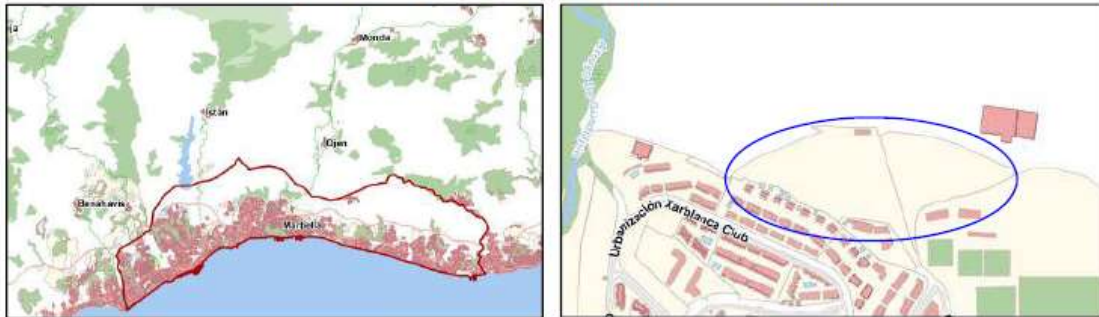 Monda
Istán
Ojén
Benahavís
Marbella
Urbanización Xarblanca Club